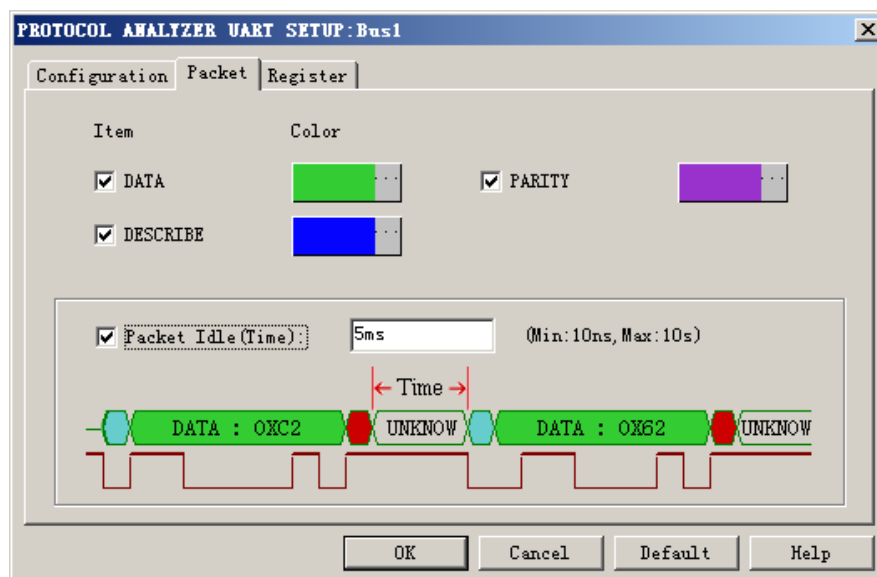 PROTOCOL ANALYZER UART SETUP:Bus1
Configuration Packet Register
Item Color
DATA ... PARITY ...
DESCRIBE ...
Packet Idle(Time): 5ms (Min:10ns,Max:10s)
Time
DATA : 0XC2 UNKNOW DATA : 0X62 UNKNOW
OK Cancel Default Help